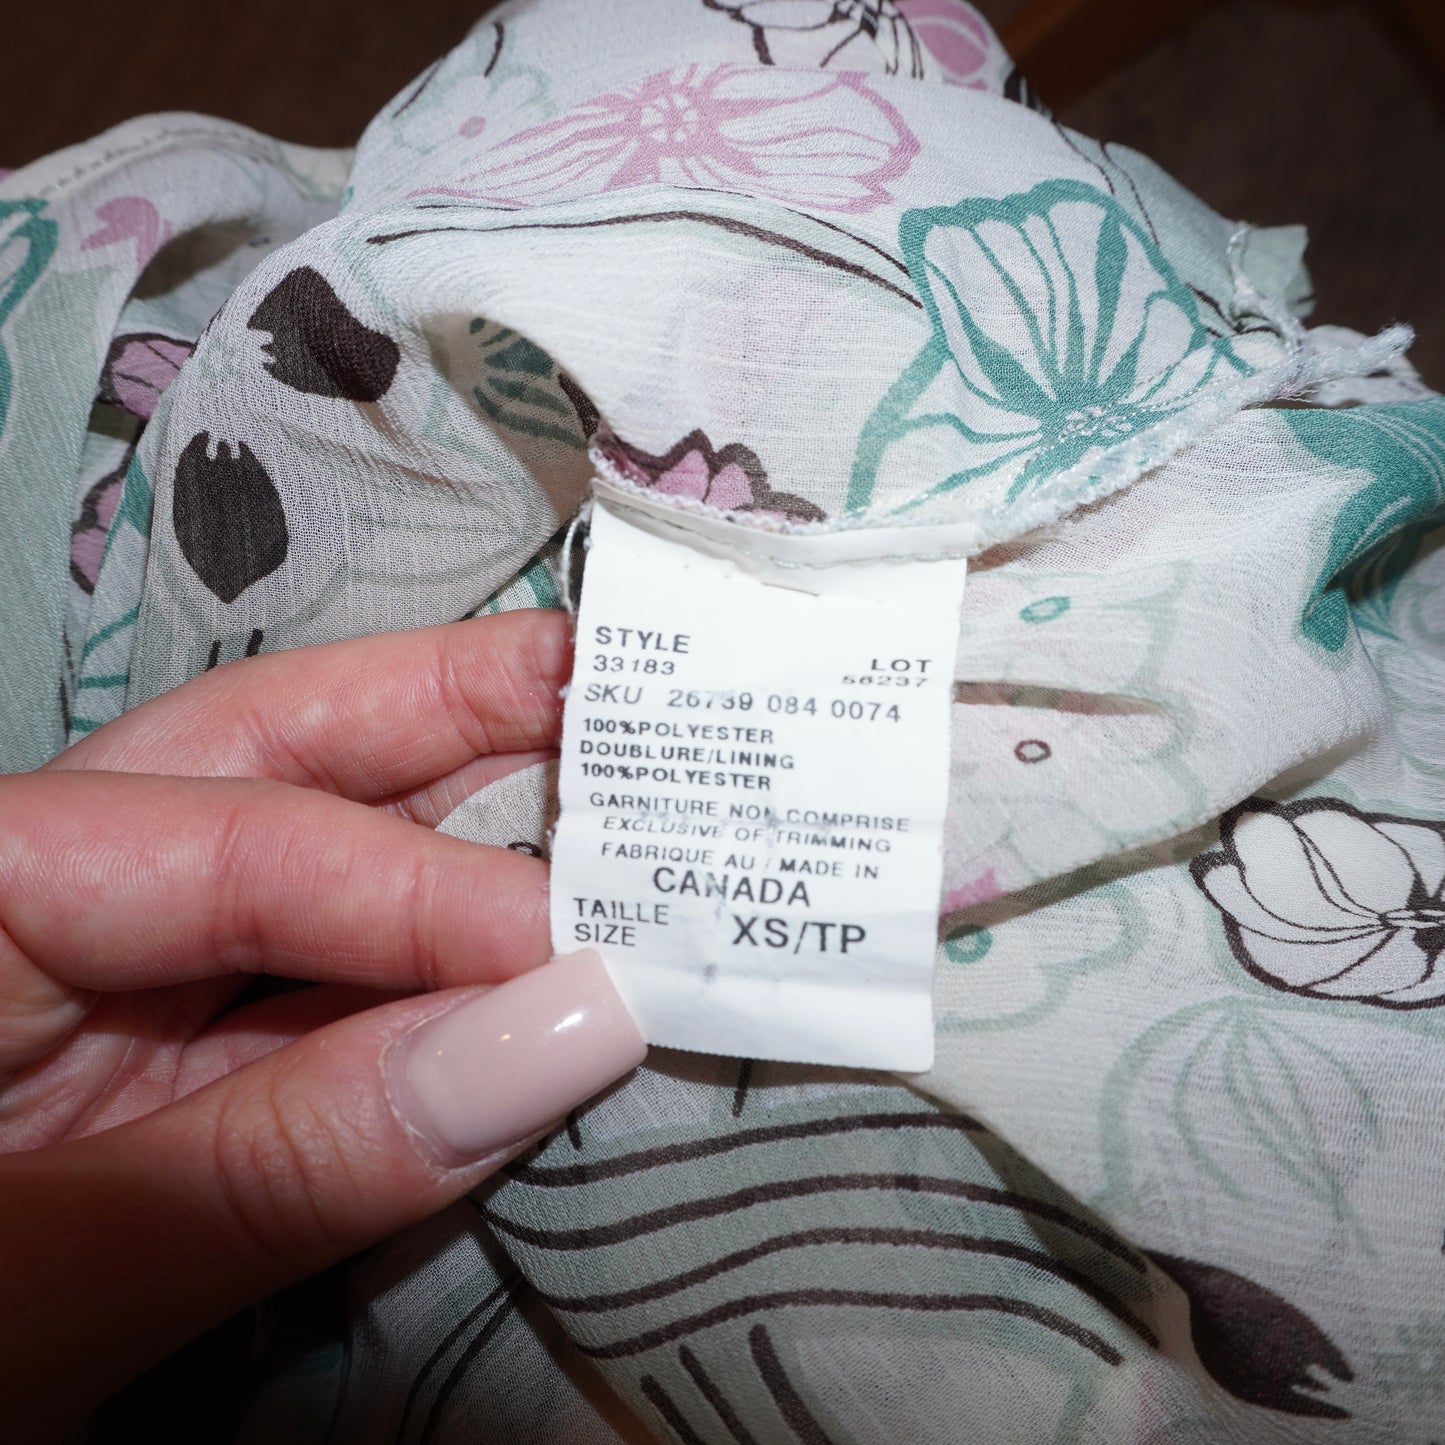 STYLE
33183
LOT
56237
SKU 26739 084 0074
100%POLYESTER
DOUBLURE/LINING
100%POLYESTER
GARNITURE NON COMPRISE
EXCLUSIVE OF TRIMMING
FABRIQUE AU / MADE IN
CANADA
TAILLE
SIZE XS/TP